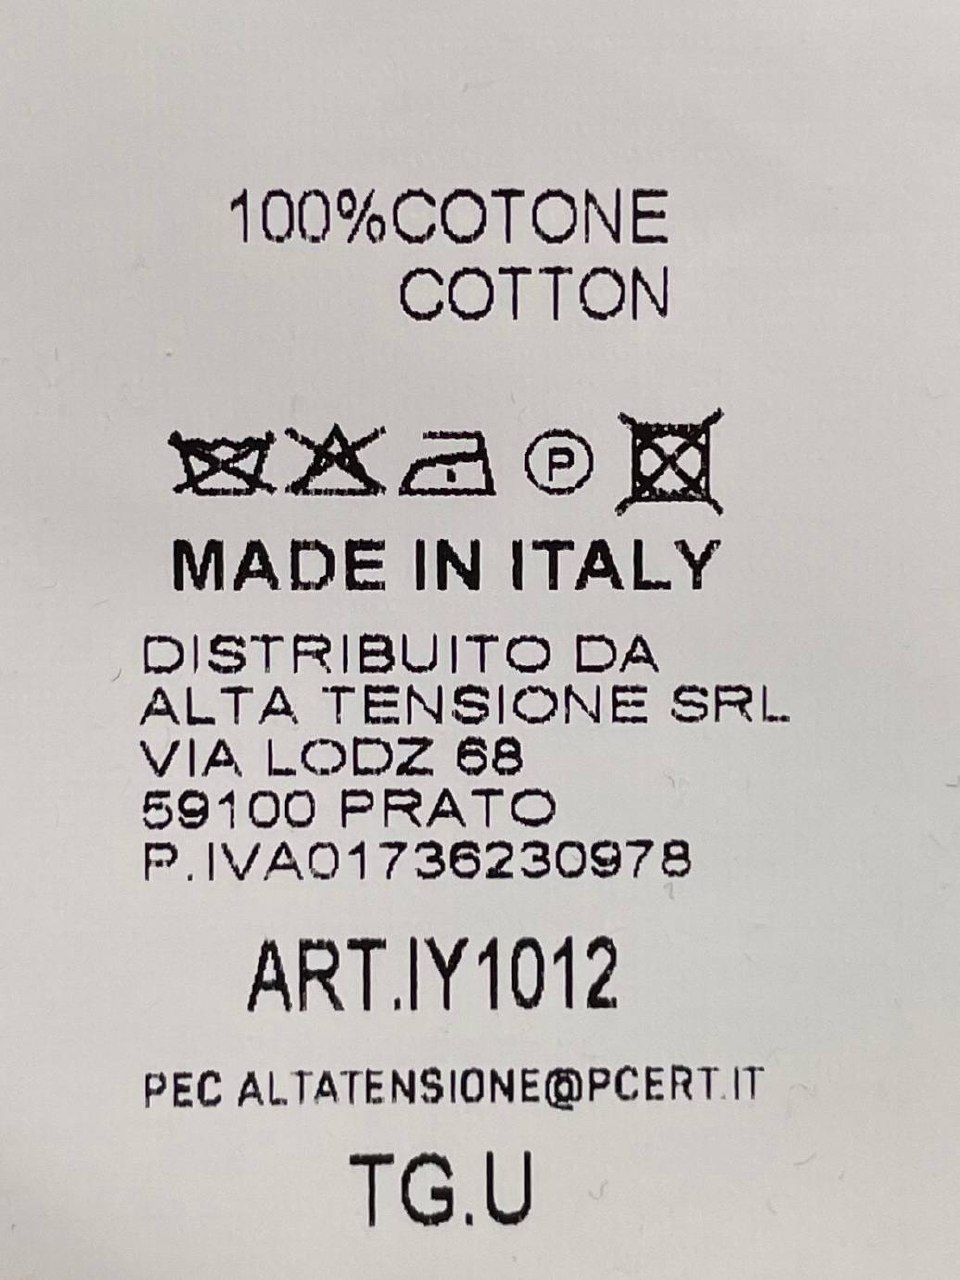 100%COTONE
COTTON
P
MADE IN ITALY
DISTRIBUITO DA
ALTA TENSIONE SRL
VIA LODZ 68
59100 PRATO
P.IVA01736230978
ART.IY1012
PEC ALTATENSIONE@PCERT.IT
TG.U